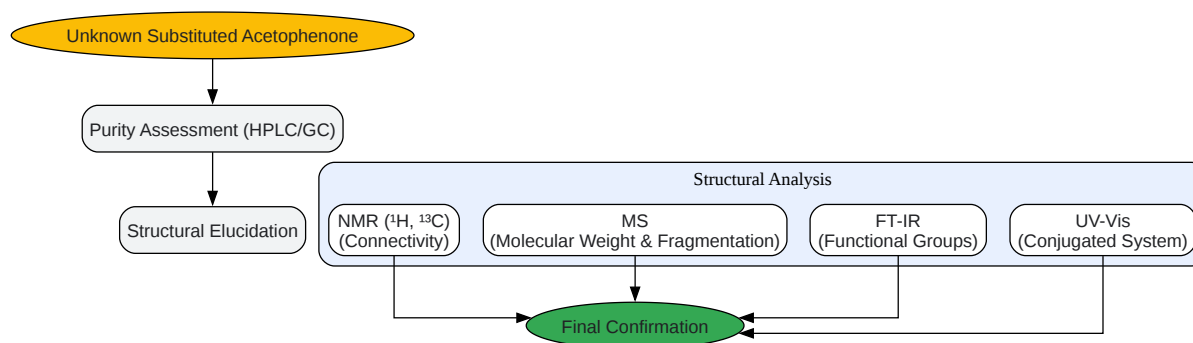 Unknown Substituted Acetophenone
Purity Assessment (HPLC/GC)
Structural Elucidation
Structural Analysis
NMR (¹H, ¹³C)
(Connectivity)
MS
(Molecular Weight & Fragmentation)
FT-IR
(Functional Groups)
UV-Vis
(Conjugated System)
Final Confirmation